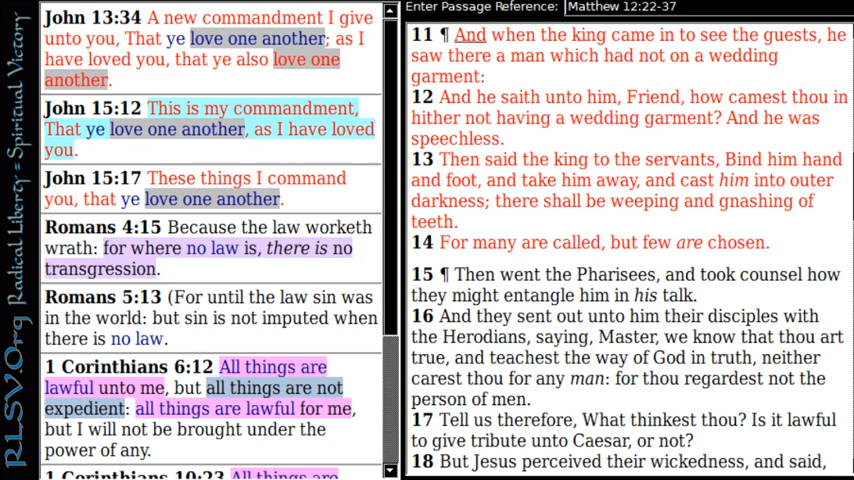 RLSV.Org Radical Liberty = Spiritual Victory
John 13:34 A new commandment I give
unto you, That ye love one another; as I
have loved you, that ye also love one
another.
John 15:12 This is my commandment,
That ye love one another, as I have loved
you.
John 15:17 These things I command
you, that ye love one another.
Romans 4:15 Because the law worketh
wrath: for where no law is, there is no
transgression.
Romans 5:13 (For until the law sin was
in the world: but sin is not imputed when
there is no law.
1 Corinthians 6:12 All things are
lawful unto me, but all things are not
expedient: all things are lawful for me,
but I will not be brought under the
power of any.
1 Corinthians 10:23 All things are
Enter Passage Reference: Matthew 12:22-37
11 ¶ And when the king came in to see the guests, he
saw there a man which had not on a wedding
garment:
12 And he saith unto him, Friend, how camest thou in
hither not having a wedding garment? And he was
speechless.
13 Then said the king to the servants, Bind him hand
and foot, and take him away, and cast him into outer
darkness; there shall be weeping and gnashing of
teeth.
14 For many are called, but few are chosen.
15 ¶ Then went the Pharisees, and took counsel how
they might entangle him in his talk.
16 And they sent out unto him their disciples with
the Herodians, saying, Master, we know that thou art
true, and teachest the way of God in truth, neither
carest thou for any man: for thou regardest not the
person of men.
17 Tell us therefore, What thinkest thou? Is it lawful
to give tribute unto Caesar, or not?
18 But Jesus perceived their wickedness, and said,